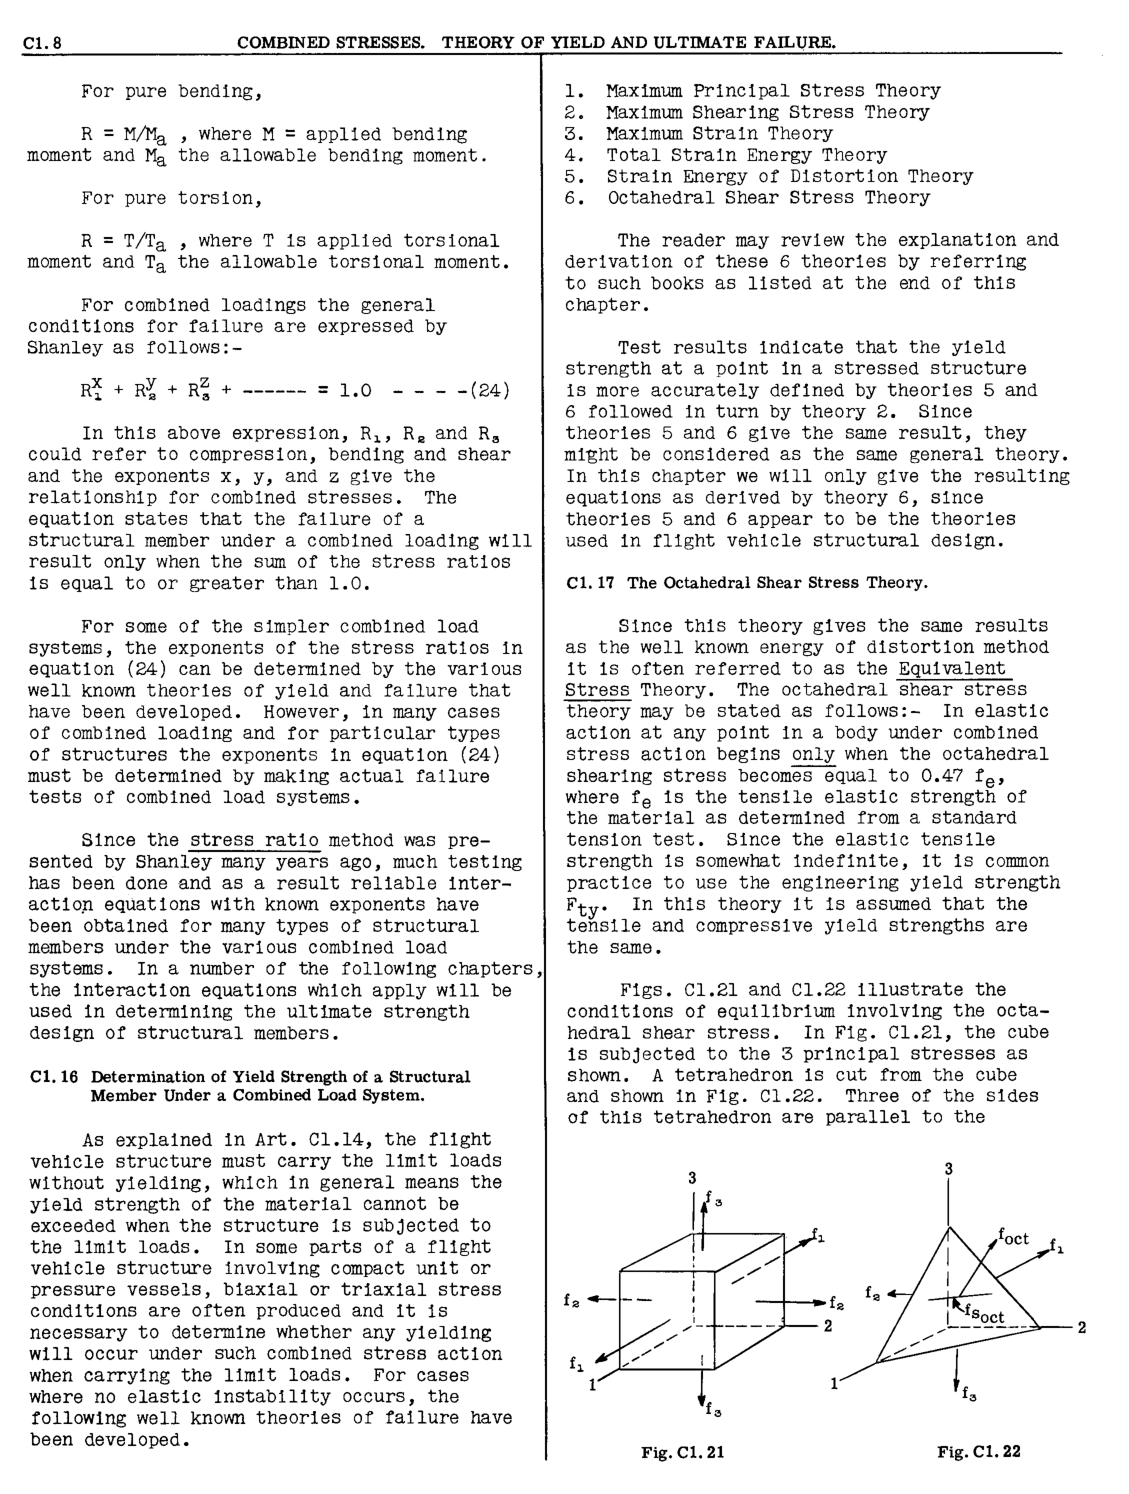 C1.8
COMBINED STRESSES. THEORY OF YIELD AND ULTIMATE FAILURE.
For pure bending,
R = M/Mₐ , where M = applied bending
moment and Mₐ the allowable bending moment.
For pure torsion,
R = T/Tₐ , where T is applied torsional
moment and Tₐ the allowable torsional moment.
For combined loadings the general
conditions for failure are expressed by
Shanley as follows:-
R₁ˣ + R₂ʸ + R₃ᶻ + ------ = 1.0 - - - -(24)
In this above expression, R₁, R₂ and R₃
could refer to compression, bending and shear
and the exponents x, y, and z give the
relationship for combined stresses. The
equation states that the failure of a
structural member under a combined loading will
result only when the sum of the stress ratios
is equal to or greater than 1.0.
For some of the simpler combined load
systems, the exponents of the stress ratios in
equation (24) can be determined by the various
well known theories of yield and failure that
have been developed. However, in many cases
of combined loading and for particular types
of structures the exponents in equation (24)
must be determined by making actual failure
tests of combined load systems.
Since the stress ratio method was pre-
sented by Shanley many years ago, much testing
has been done and as a result reliable inter-
action equations with known exponents have
been obtained for many types of structural
members under the various combined load
systems. In a number of the following chapters,
the interaction equations which apply will be
used in determining the ultimate strength
design of structural members.
C1.16 Determination of Yield Strength of a Structural
Member Under a Combined Load System.
As explained in Art. C1.14, the flight
vehicle structure must carry the limit loads
without yielding, which in general means the
yield strength of the material cannot be
exceeded when the structure is subjected to
the limit loads. In some parts of a flight
vehicle structure involving compact unit or
pressure vessels, biaxial or triaxial stress
conditions are often produced and it is
necessary to determine whether any yielding
will occur under such combined stress action
when carrying the limit loads. For cases
where no elastic instability occurs, the
following well known theories of failure have
been developed.
1. Maximum Principal Stress Theory
2. Maximum Shearing Stress Theory
3. Maximum Strain Theory
4. Total Strain Energy Theory
5. Strain Energy of Distortion Theory
6. Octahedral Shear Stress Theory
The reader may review the explanation and
derivation of these 6 theories by referring
to such books as listed at the end of this
chapter.
Test results indicate that the yield
strength at a point in a stressed structure
is more accurately defined by theories 5 and
6 followed in turn by theory 2. Since
theories 5 and 6 give the same result, they
might be considered as the same general theory.
In this chapter we will only give the resulting
equations as derived by theory 6, since
theories 5 and 6 appear to be the theories
used in flight vehicle structural design.
C1.17 The Octahedral Shear Stress Theory.
Since this theory gives the same results
as the well known energy of distortion method
it is often referred to as the Equivalent
Stress Theory. The octahedral shear stress
theory may be stated as follows:- In elastic
action at any point in a body under combined
stress action begins only when the octahedral
shearing stress becomes equal to 0.47 fₑ,
where fₑ is the tensile elastic strength of
the material as determined from a standard
tension test. Since the elastic tensile
strength is somewhat indefinite, it is common
practice to use the engineering yield strength
Fty. In this theory it is assumed that the
tensile and compressive yield strengths are
the same.
Figs. C1.21 and C1.22 illustrate the
conditions of equilibrium involving the octa-
hedral shear stress. In Fig. C1.21, the cube
is subjected to the 3 principal stresses as
shown. A tetrahedron is cut from the cube
and shown in Fig. C1.22. Three of the sides
of this tetrahedron are parallel to the
3
f₃
f₁
f₂
f₂
2
f₁
1
f₃
Fig. C1.21
3
foct
f₁
f₂
fsoct
2
1
f₃
Fig. C1.22